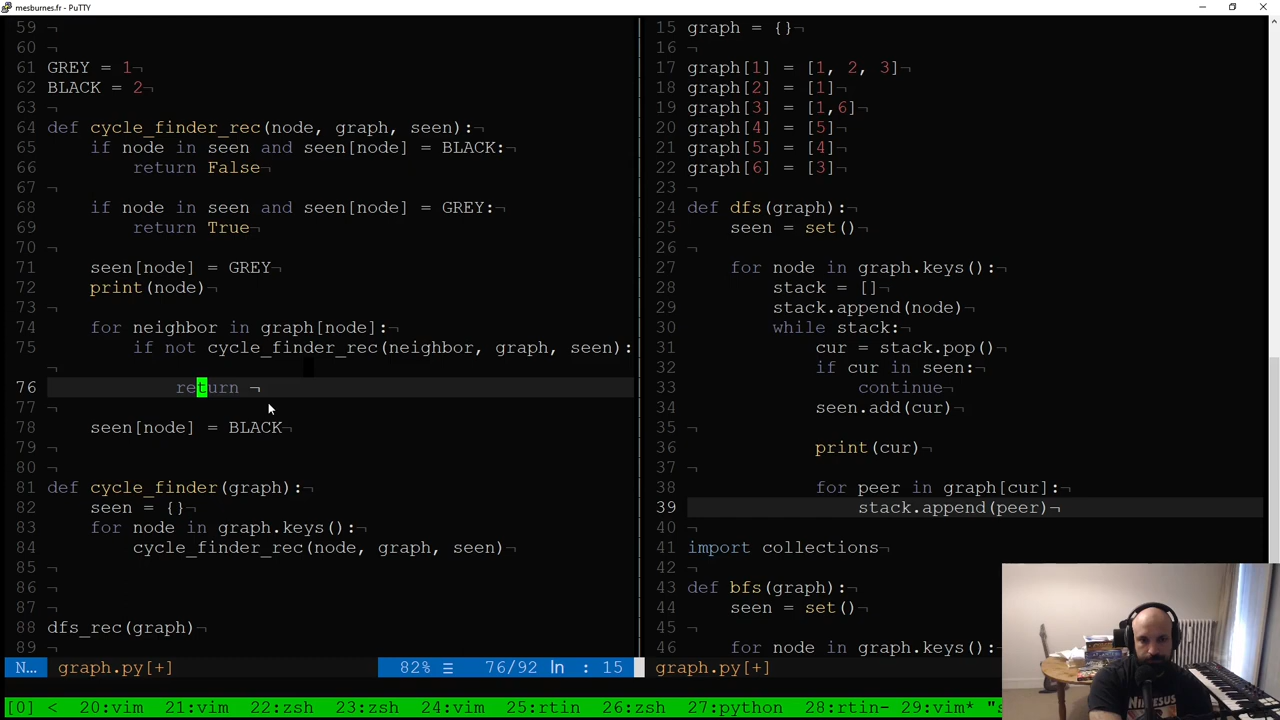 mesburnes.fr - PuTTY
59 ¬
60 ¬
61 GREY = 1¬
62 BLACK = 2¬
63 ¬
64 def cycle_finder_rec(node, graph, seen):¬
65     if node in seen and seen[node] = BLACK:¬
66         return False¬
67 ¬
68     if node in seen and seen[node] = GREY:¬
69         return True¬
70 ¬
71     seen[node] = GREY¬
72     print(node)¬
73 ¬
74     for neighbor in graph[node]:¬
75         if not cycle_finder_rec(neighbor, graph, seen):
¬
76             return ¬
77 ¬
78     seen[node] = BLACK¬
79 ¬
80 ¬
81 def cycle_finder(graph):¬
82     seen = {}¬
83     for node in graph.keys():¬
84         cycle_finder_rec(node, graph, seen)¬
85 ¬
86 ¬
87 ¬
88 dfs_rec(graph)¬
89 ¬
N... graph.py[+] 82% ☰ 76/92 ln : 15
15 graph = {}¬
16 ¬
17 graph[1] = [1, 2, 3]¬
18 graph[2] = [1]¬
19 graph[3] = [1,6]¬
20 graph[4] = [5]¬
21 graph[5] = [4]¬
22 graph[6] = [3]¬
23 ¬
24 def dfs(graph):¬
25     seen = set()¬
26 ¬
27     for node in graph.keys():¬
28         stack = []¬
29         stack.append(node)¬
30         while stack:¬
31             cur = stack.pop()¬
32             if cur in seen:¬
33                 continue¬
34             seen.add(cur)¬
35 ¬
36             print(cur)¬
37 ¬
38             for peer in graph[cur]:¬
39                 stack.append(peer)¬
40 ¬
41 import collections¬
42 ¬
43 def bfs(graph):¬
44     seen = set()¬
45 ¬
46     for node in graph.keys():¬
graph.py[+]
[0] < 20:vim 21:vim 22:zsh 23:zsh 24:vim 25:rtin 26:zsh 27:python 28:rtin- 29:vim* "s